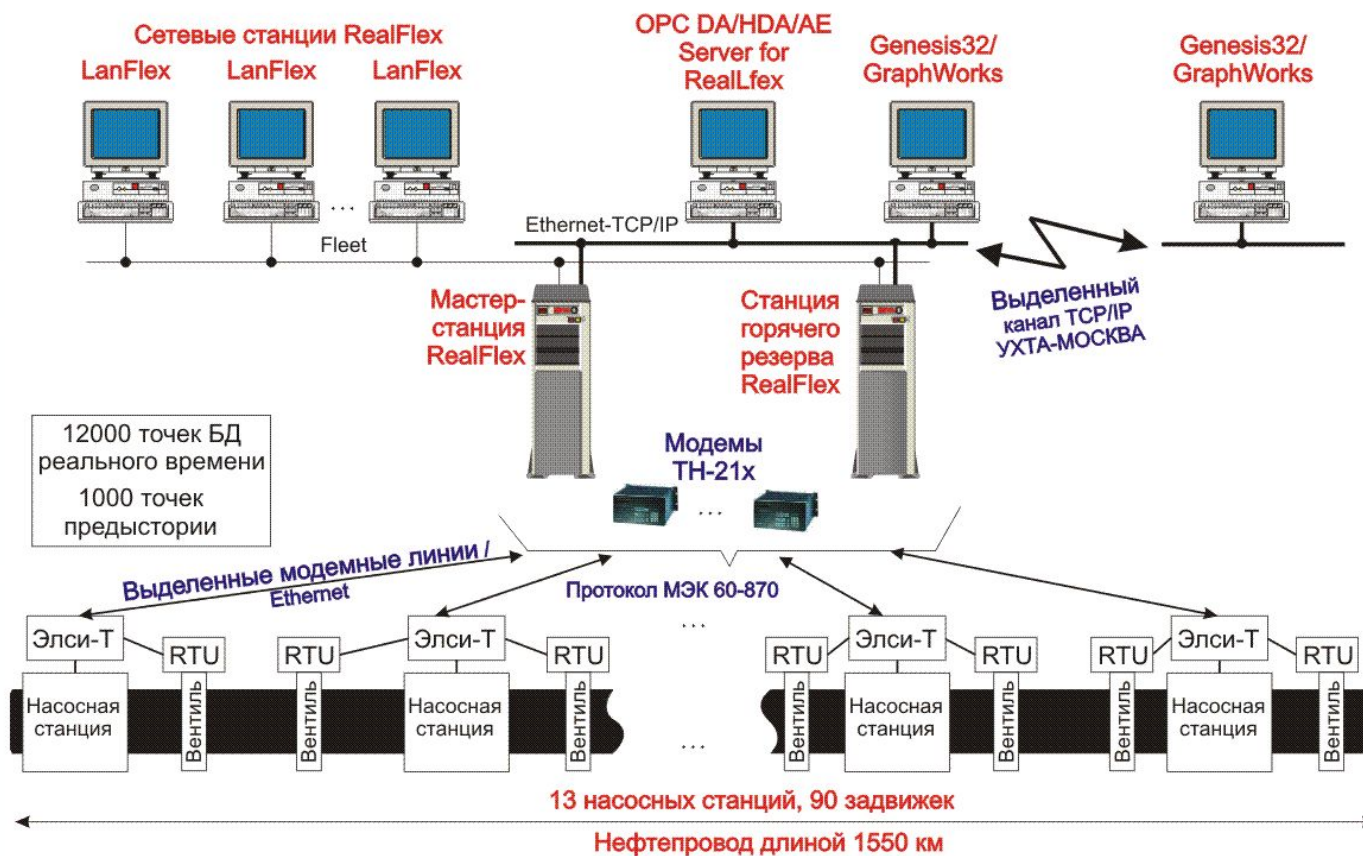 Сетевые станции RealFlex
LanFlex
LanFlex
LanFlex
OPC DA/HDA/AE
Server for
RealLfex
Genesis32/
GraphWorks
Genesis32/
GraphWorks
...
Ethernet-TCP/IP
Fleet
Мастер-
станция
RealFlex
Станция
горячего
резерва
RealFlex
Выделенный
канал TCP/IP
УХТА-МОСКВА
12000 точек БД
реального времени
1000 точек
предыстории
Модемы
ТН-21х
...
Выделенные модемные линии /
Ethernet
Протокол МЭК 60-870
...
Элси-Т
RTU
RTU
Элси-Т
RTU
RTU
Элси-Т
RTU
RTU
Элси-Т
RTU
Насосная
станция
Вентиль
Вентиль
Насосная
станция
Вентиль
...
Вентиль
Насосная
станция
Вентиль
Вентиль
Насосная
станция
Вентиль
13 насосных станций, 90 задвижек
Нефтепровод длиной 1550 км